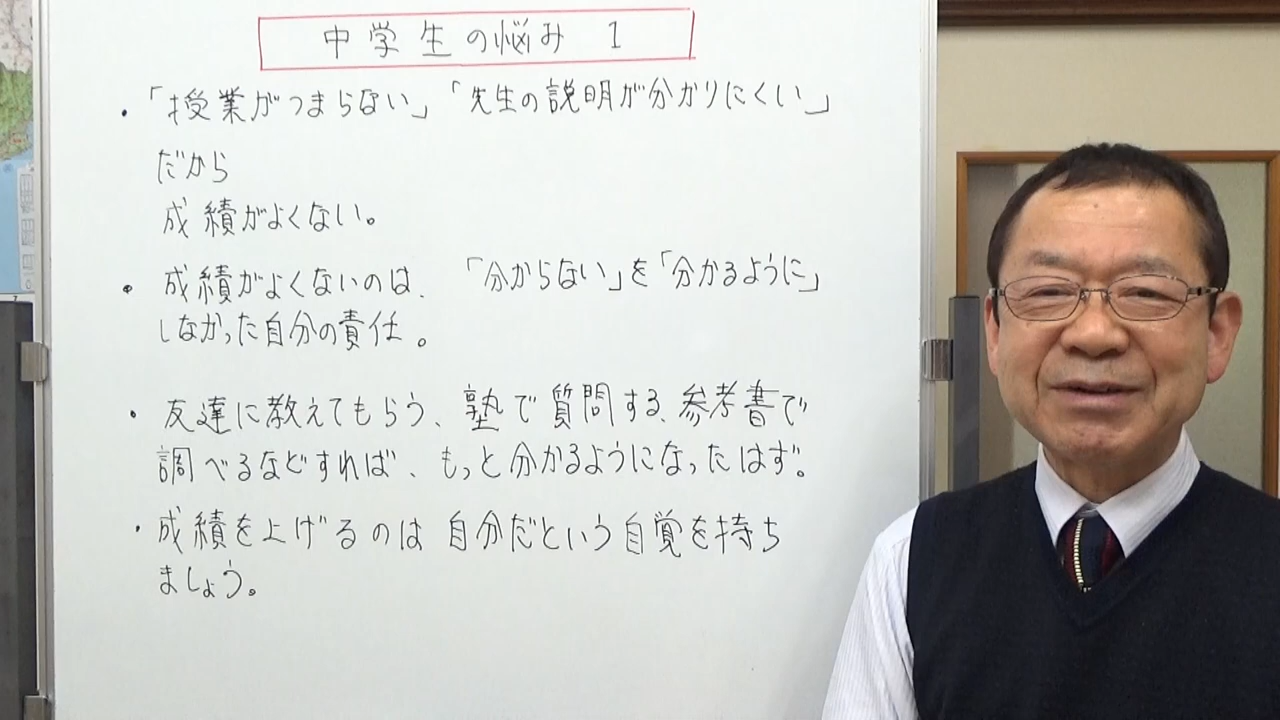 中学生の悩み 1
・「授業がつまらない」「先生の説明が分かりにくい」
だから
成績がよくない。
・成績がよくないのは、「分からない」を「分かるように」
しなかった自分の責任。
・友達に教えてもらう、塾で質問する、参考書で
調べるなどすれば、もっと分かるようになったはず。
・成績を上げるのは自分だという自覚を持ち
ましょう。